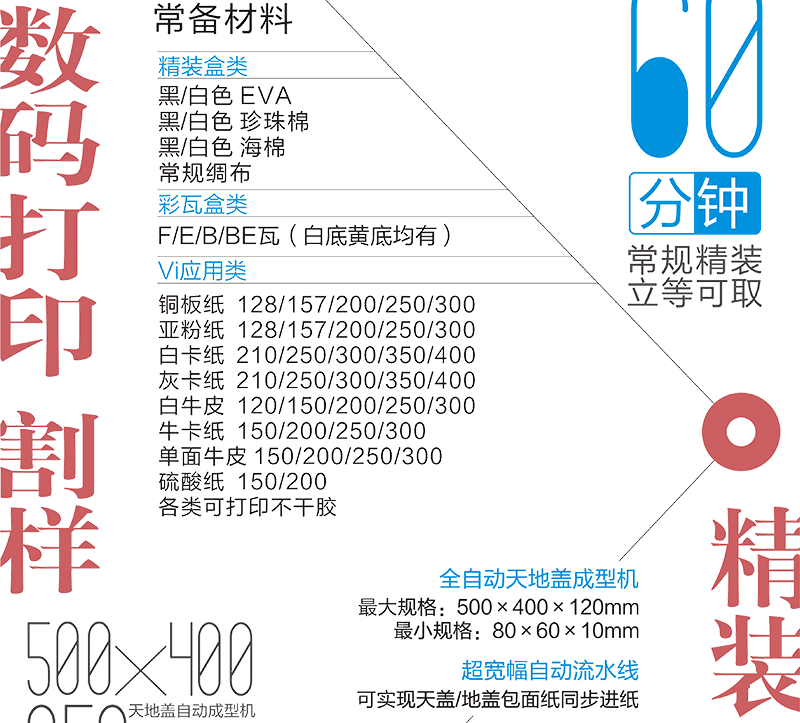 数码打印 割样
常备材料
精装盒类
黑/白色 EVA
黑/白色 珍珠棉
黑/白色 海棉
常规绸布
彩瓦盒类
F/E/B/BE瓦（白底黄底均有）
Vi应用类
铜板纸 128/157/200/250/300
亚粉纸 128/157/200/250/300
白卡纸 210/250/300/350/400
灰卡纸 210/250/300/350/400
白牛皮 120/150/200/250/300
牛卡纸 150/200/250/300
单面牛皮 150/200/250/300
硫酸纸 150/200
各类可打印不干胶
60
分钟
常规精装
立等可取
精装
全自动天地盖成型机
最大规格：500×400×120mm
最小规格：80×60×10mm
超宽幅自动流水线
可实现天盖/地盖包面纸同步进纸
500×400
天地盖自动成型机